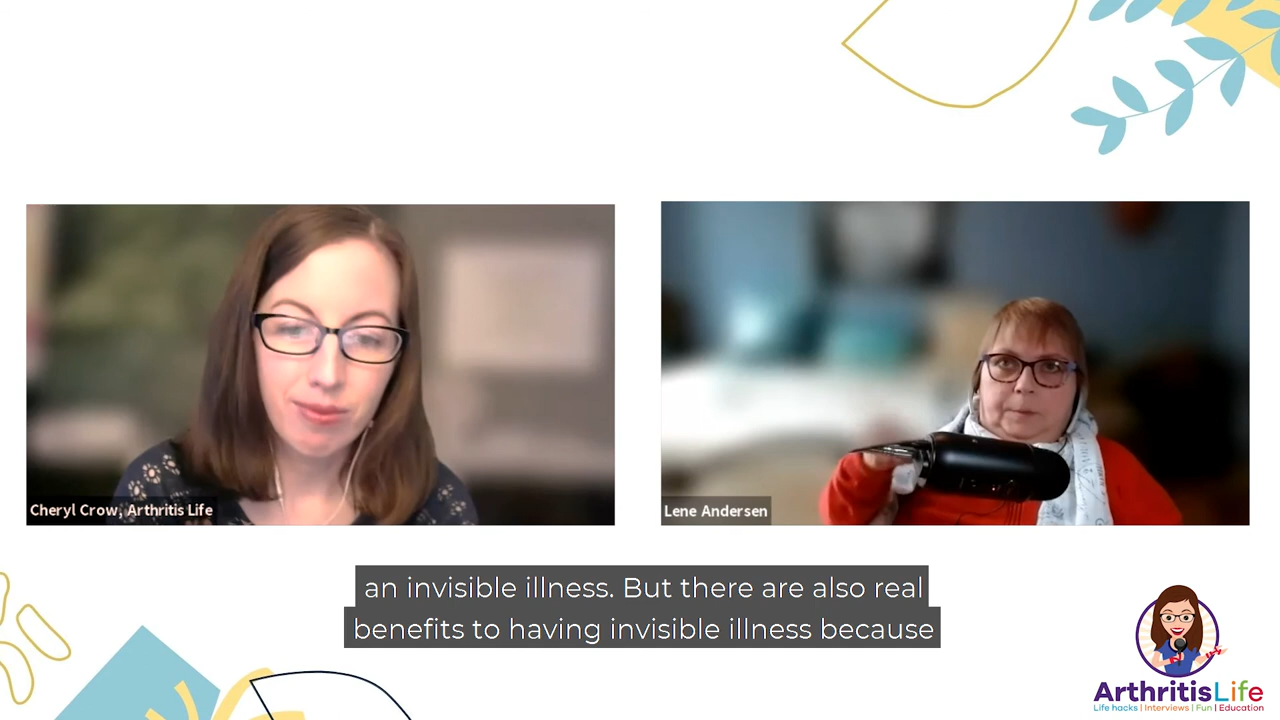 Cheryl Crow, Arthritis Life
Lene Andersen
an invisible illness. But there are also real
benefits to having invisible illness because
ArthritisLife
Life hacks | Interviews | Fun | Education